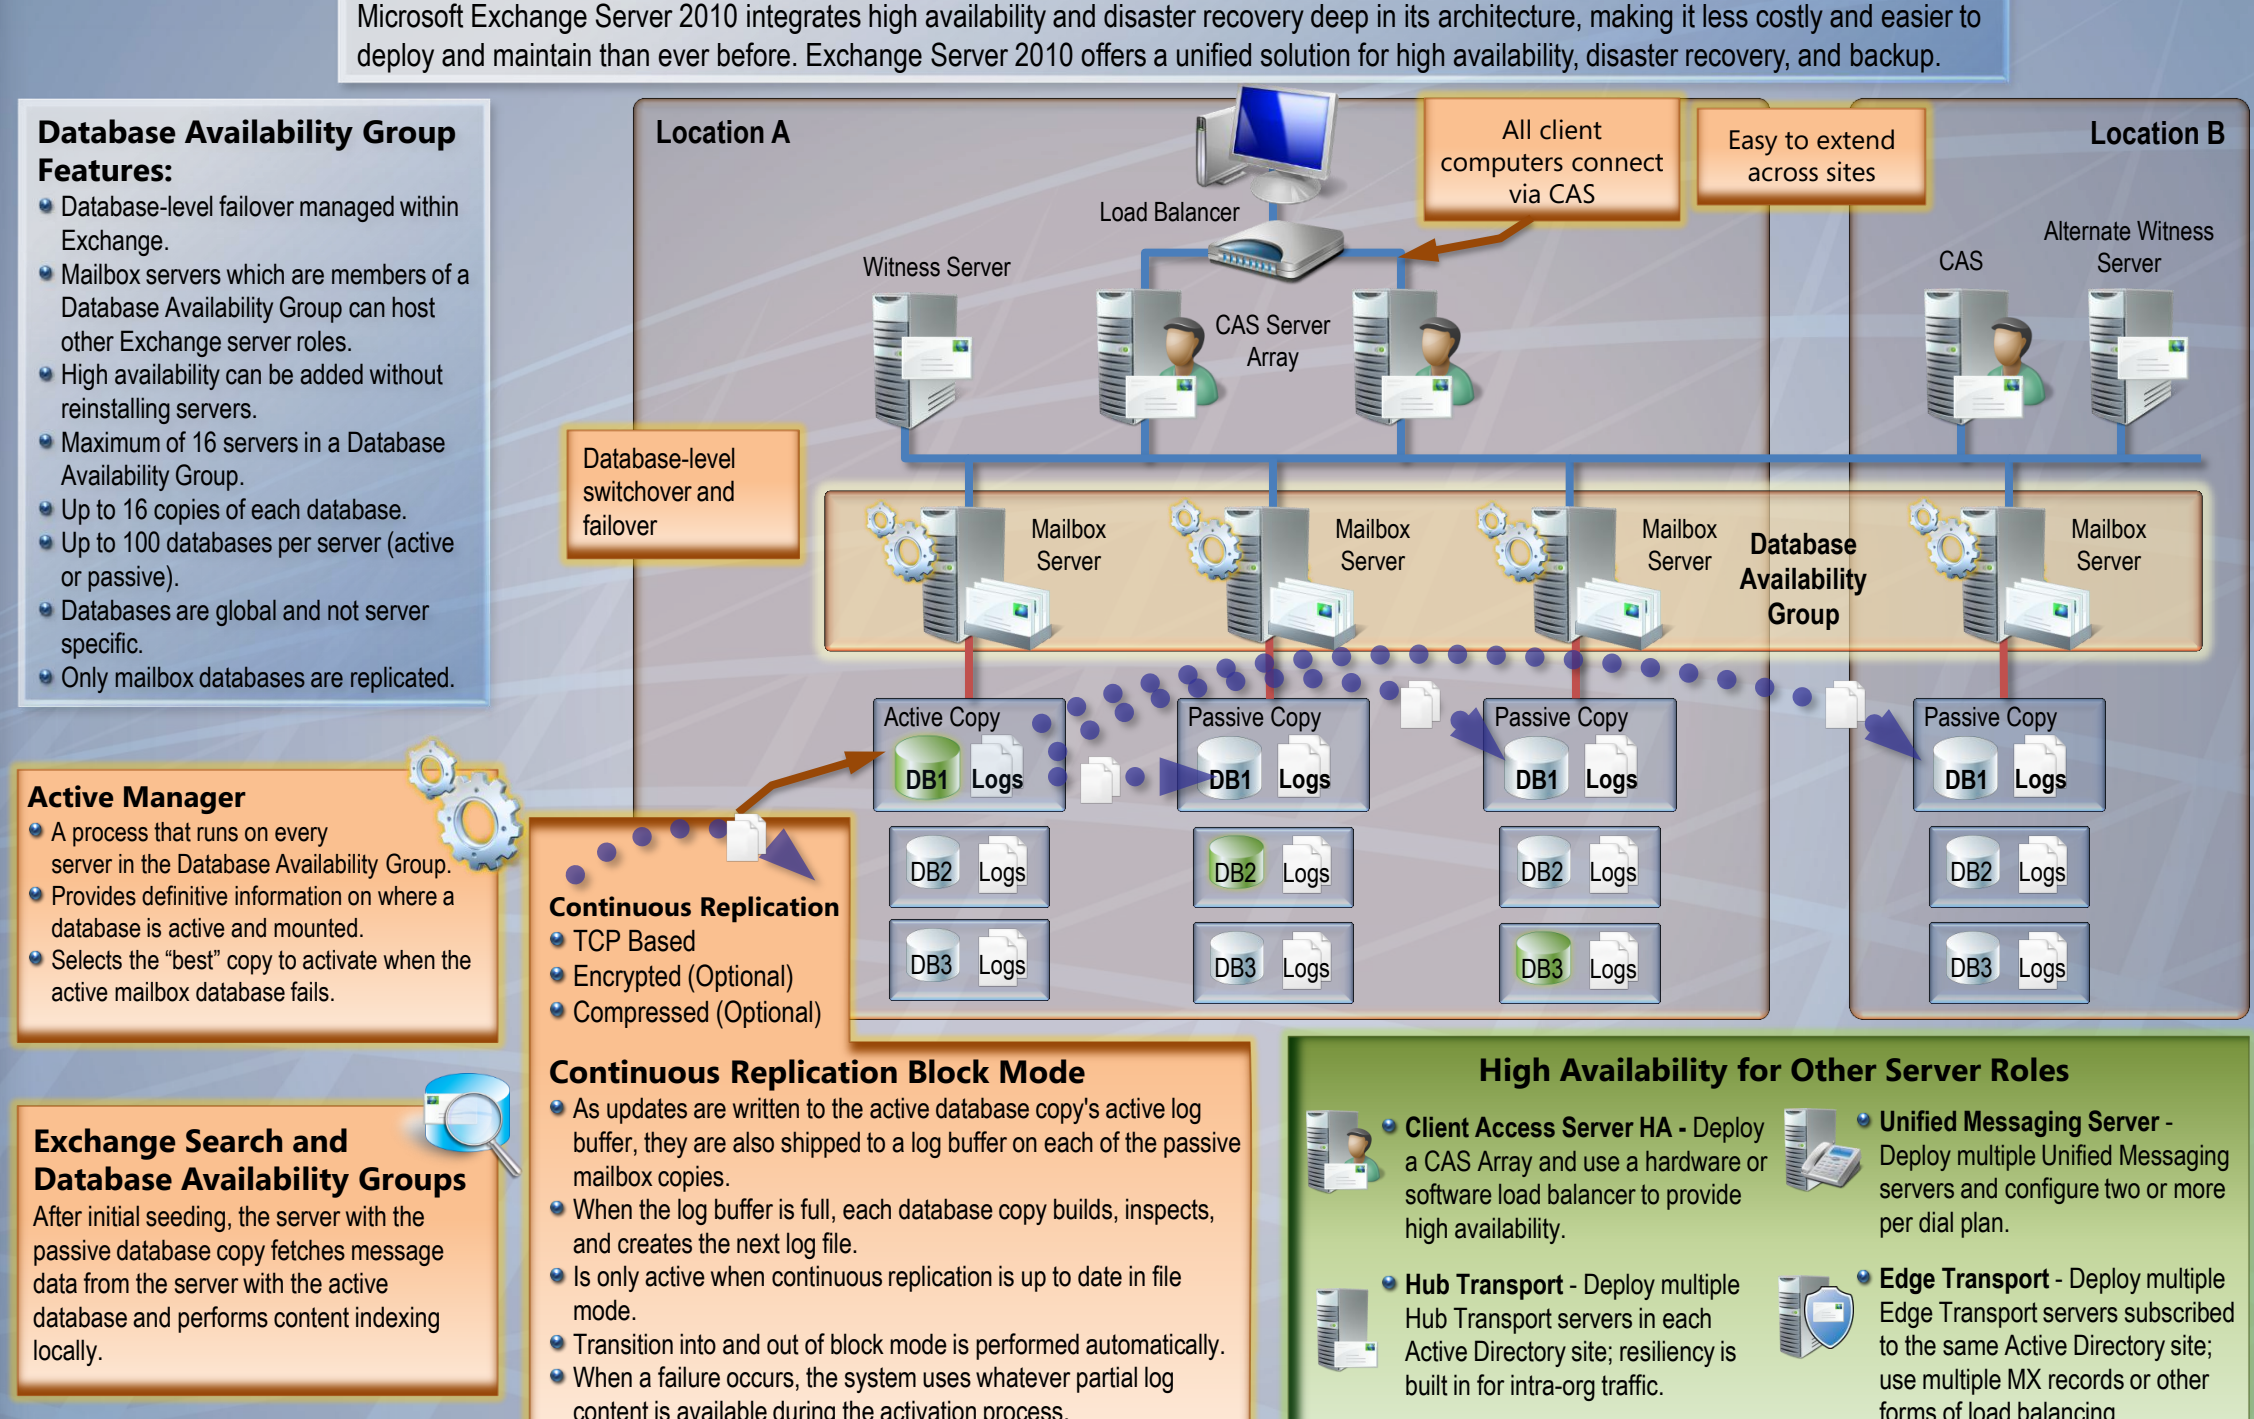 Microsoft Exchange Server 2010 integrates high availability and disaster recovery deep in its architecture, making it less costly and easier to
deploy and maintain than ever before. Exchange Server 2010 offers a unified solution for high availability, disaster recovery, and backup.
Database Availability Group
Features:
Database-level failover managed within
Exchange.
Mailbox servers which are members of a
Database Availability Group can host
other Exchange server roles.
High availability can be added without
reinstalling servers.
Maximum of 16 servers in a Database
Availability Group.
Up to 16 copies of each database.
Up to 100 databases per server (active
or passive).
Databases are global and not server
specific.
Only mailbox databases are replicated.
Location A
All client
computers connect
via CAS
Easy to extend
across sites
Location B
Load Balancer
Witness Server
CAS Server
Array
CAS
Alternate Witness
Server
Database-level
switchover and
failover
Mailbox
Server
Mailbox
Server
Mailbox
Server
Database
Availability
Group
Mailbox
Server
Active Copy
DB1 Logs
DB2 Logs
DB3 Logs
Passive Copy
DB1 Logs
DB2 Logs
DB3 Logs
Passive Copy
DB1 Logs
DB2 Logs
DB3 Logs
Passive Copy
DB1 Logs
DB2 Logs
DB3 Logs
Active Manager
A process that runs on every
server in the Database Availability Group.
Provides definitive information on where a
database is active and mounted.
Selects the “best” copy to activate when the
active mailbox database fails.
Exchange Search and
Database Availability Groups
After initial seeding, the server with the
passive database copy fetches message
data from the server with the active
database and performs content indexing
locally.
Continuous Replication
TCP Based
Encrypted (Optional)
Compressed (Optional)
Continuous Replication Block Mode
As updates are written to the active database copy's active log
buffer, they are also shipped to a log buffer on each of the passive
mailbox copies.
When the log buffer is full, each database copy builds, inspects,
and creates the next log file.
Is only active when continuous replication is up to date in file
mode.
Transition into and out of block mode is performed automatically.
When a failure occurs, the system uses whatever partial log
content is available during the activation process.
High Availability for Other Server Roles
Client Access Server HA - Deploy
a CAS Array and use a hardware or
software load balancer to provide
high availability.
Hub Transport - Deploy multiple
Hub Transport servers in each
Active Directory site; resiliency is
built in for intra-org traffic.
Unified Messaging Server -
Deploy multiple Unified Messaging
servers and configure two or more
per dial plan.
Edge Transport - Deploy multiple
Edge Transport servers subscribed
to the same Active Directory site;
use multiple MX records or other
forms of load balancing